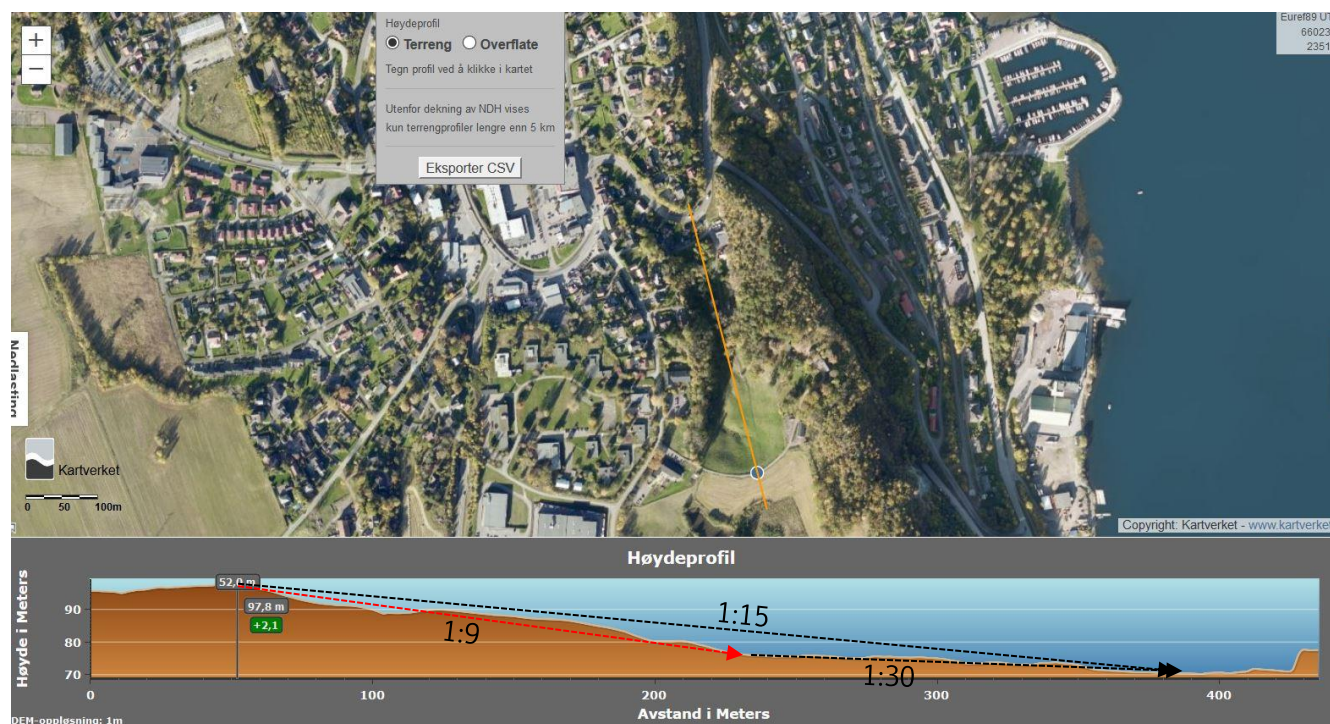 +
−
Høydeprofil
Terreng Overflate
Tegn profil ved å klikke i kartet
Utenfor dekning av NDH vises
kun terrengprofiler lengre enn 5 km
Eksporter CSV
Euref89 UT
66023
2351
Nedlasting
Kartverket
0 50 100m
Copyright: Kartverket - www.kartverket
Høydeprofil
Høyde i Meters
90
80
70
52,0 m
97,8 m
+2,1
1:9
1:15
1:30
0 100 200 300 400
Avstand i Meters
DEM-oppløsning: 1m